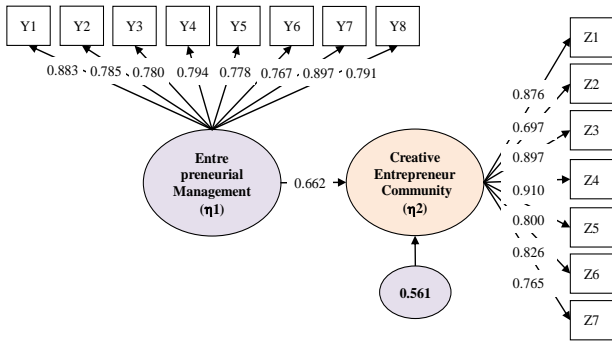 Y1 Y2 Y3 Y4 Y5 Y6 Y7 Y8
0.883 0.785 0.780 0.794 0.778 0.767 0.897 0.791
Entre
preneurial
Management
(η1)
0.662
Creative
Entrepreneur
Community
(η2)
0.561
0.876
0.697
0.897
0.910
0.800
0.826
0.765
Z1
Z2
Z3
Z4
Z5
Z6
Z7